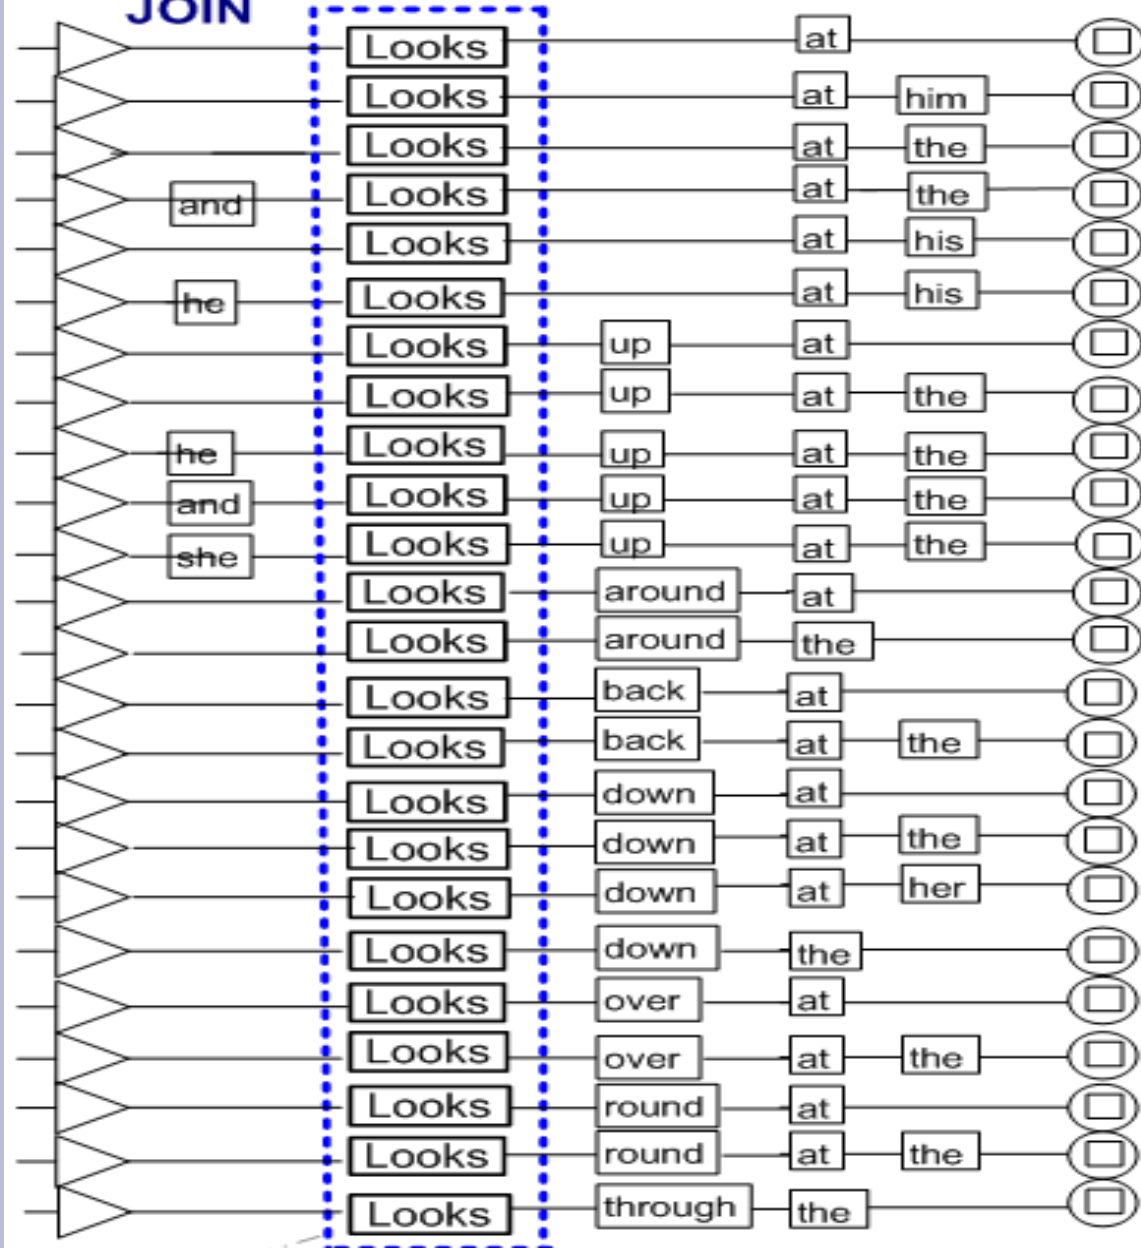 JOIN
Looks at
Looks at him
Looks at the
and Looks at the
Looks at his
he Looks at his
Looks up at
Looks up at the
he Looks up at the
and Looks up at the
she Looks up at the
Looks around at
Looks around the
Looks back at
Looks back at the
Looks down at
Looks down at the
Looks down at her
Looks down the
Looks over at
Looks over at the
Looks round at
Looks round at the
Looks through the